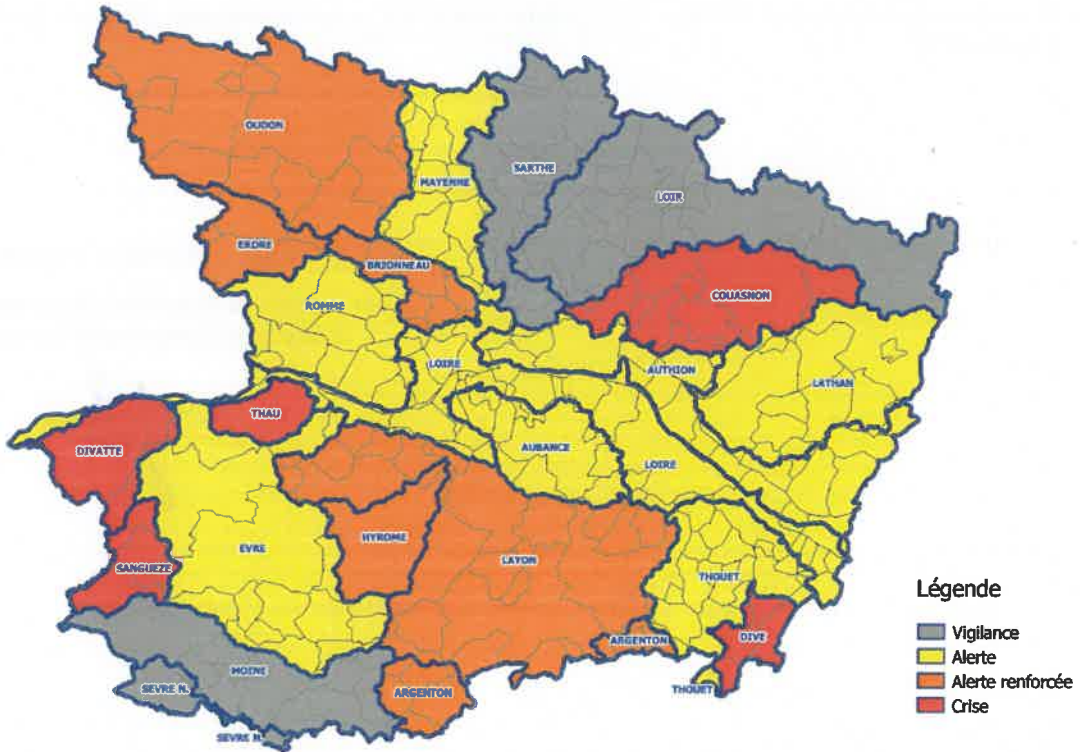 OUDON
SARTHE
MAYENNE
LOIR
ERDRE
BRIONNEAU
COUASNON
ROMME
LOIRE
AUTHION
LATHAN
THAU
DIVATTE
AUBANCE
LOIRE
HYROME
EVRE
LAYON
SANGUEZE
THOUET
ARGENTON
DIVE
MOINE
SEVRE N.
ARGENTON
THOUET
SEVRE N.
Légende
Vigilance
Alerte
Alerte renforcée
Crise